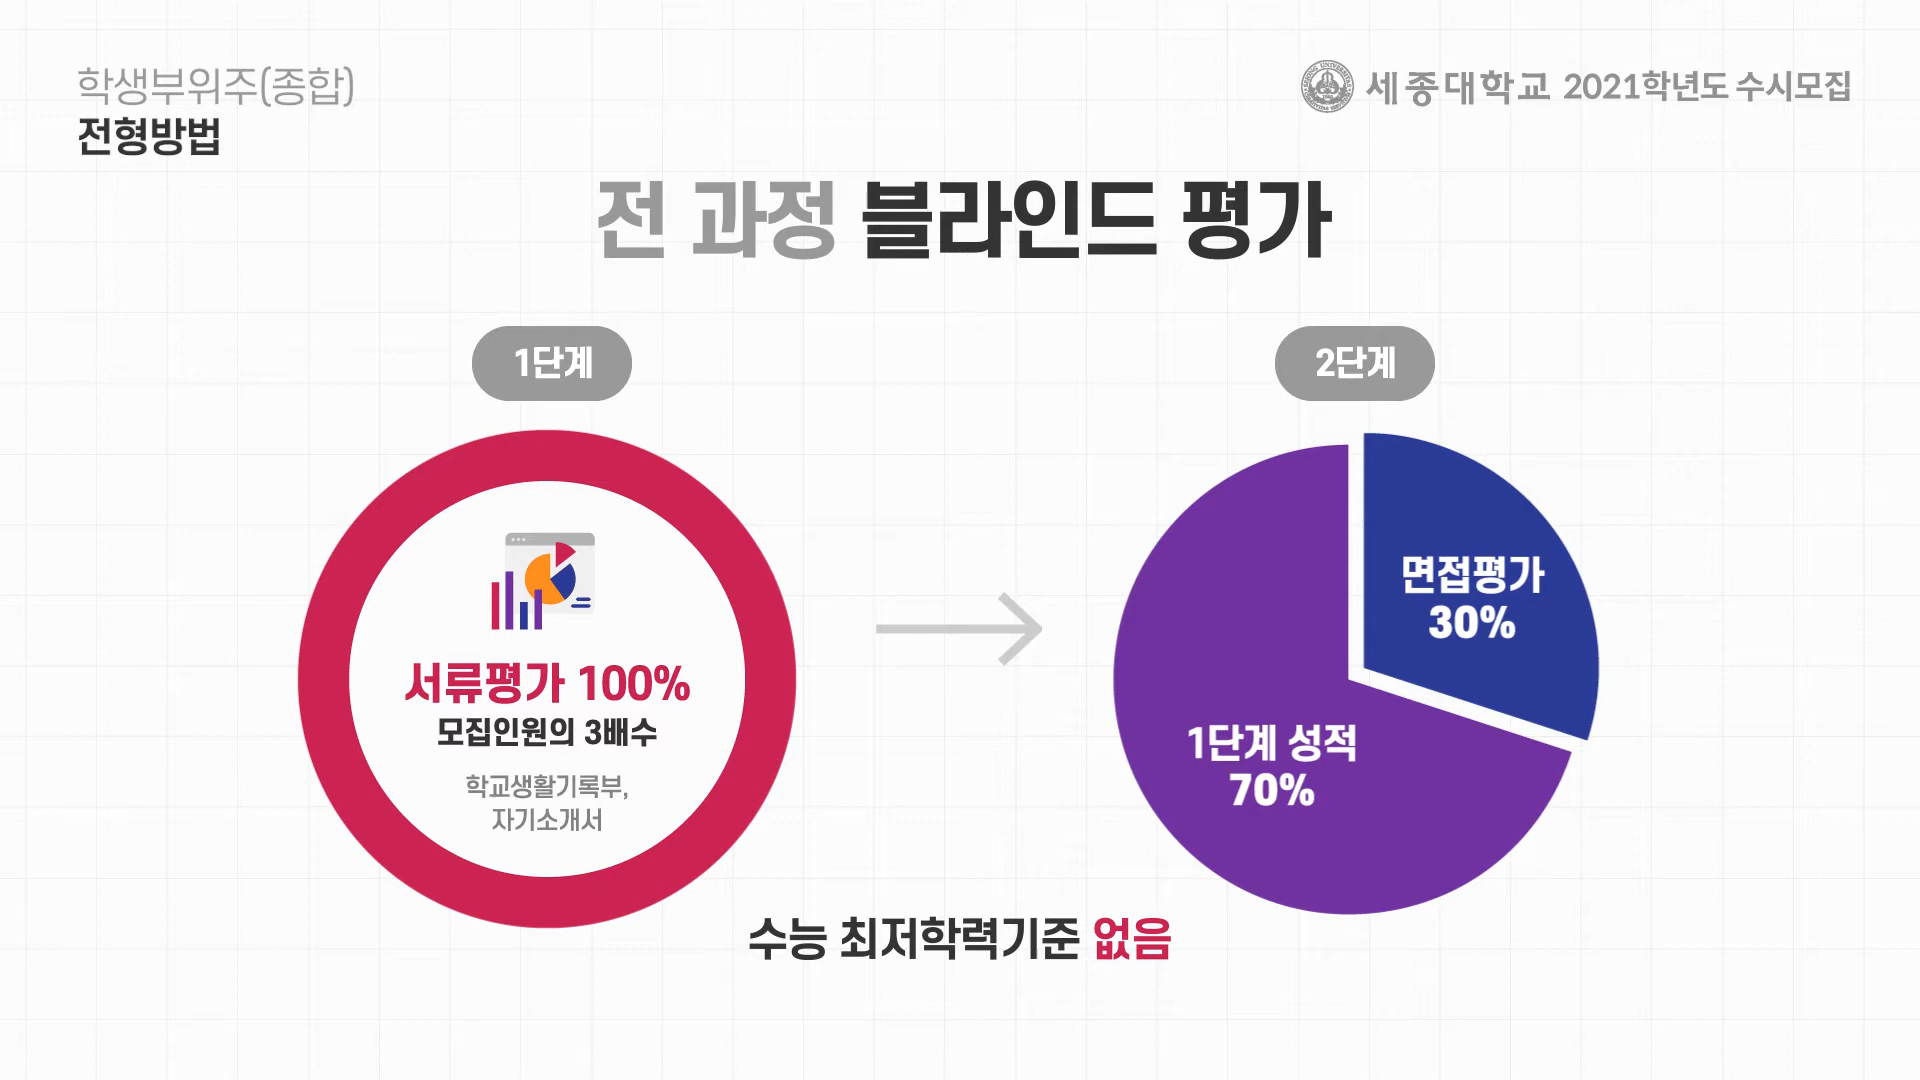 학생부위주(종합)
전형방법
세종대학교 2021학년도 수시모집
전 과정 블라인드 평가
1단계
서류평가 100%
모집인원의 3배수
학교생활기록부,
자기소개서
2단계
면접평가
30%
1단계 성적
70%
수능 최저학력기준 없음